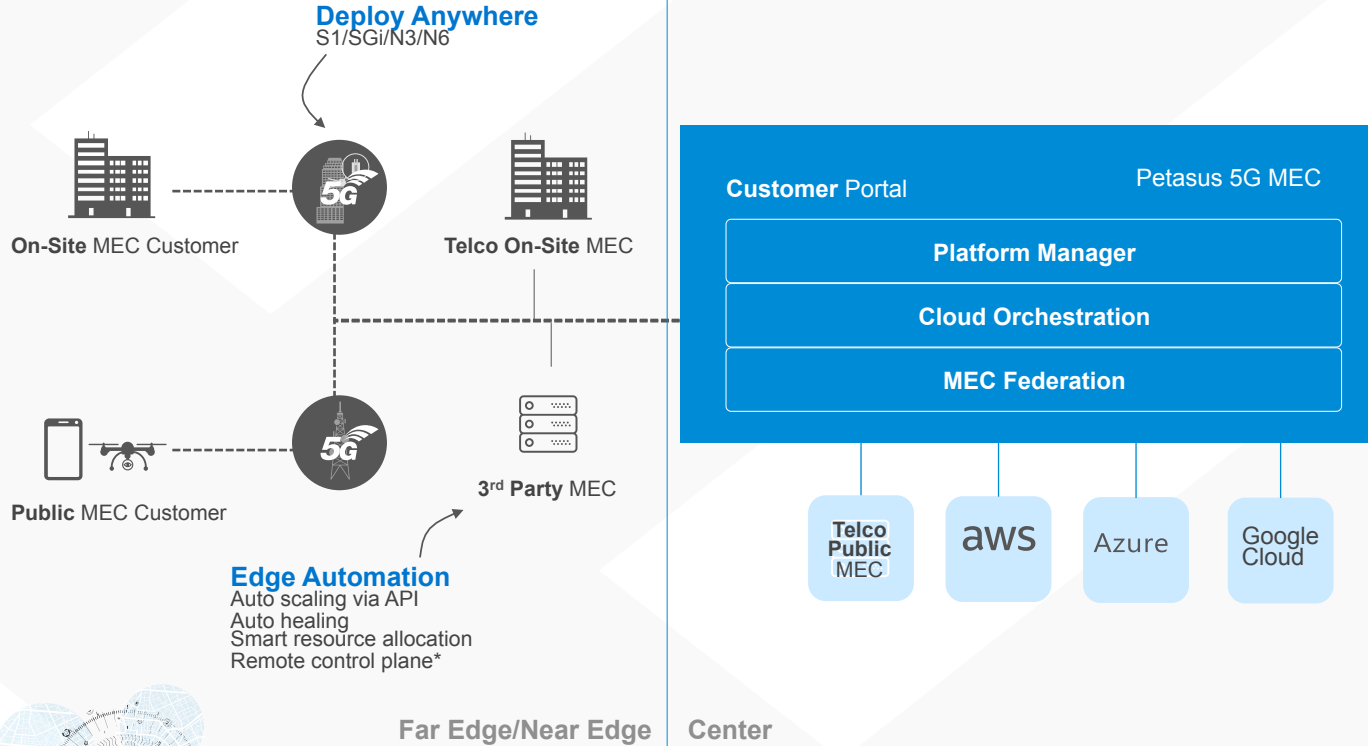 Deploy Anywhere
S1/SGi/N3/N6
5G
On-Site MEC Customer
Telco On-Site MEC
5G
Public MEC Customer
3rd Party MEC
Edge Automation
Auto scaling via API
Auto healing
Smart resource allocation
Remote control plane*
Far Edge/Near Edge
Customer Portal
Petasus 5G MEC
Platform Manager
Cloud Orchestration
MEC Federation
Telco
Public
MEC
aws
Azure
Google
Cloud
Center